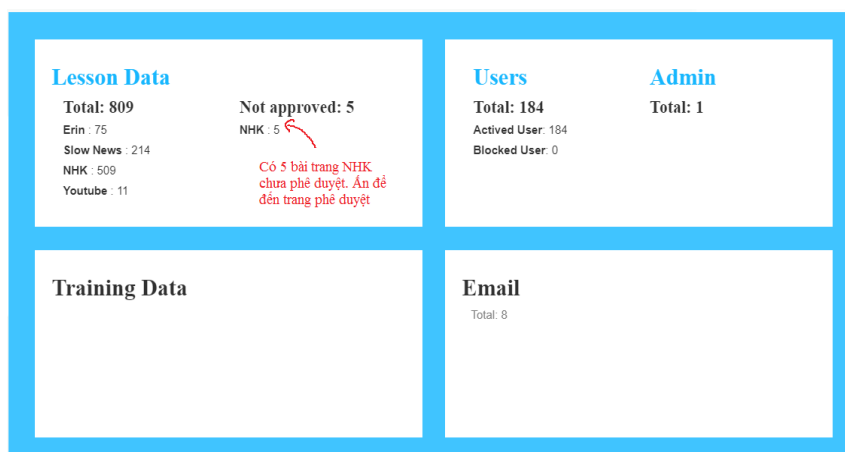 Lesson Data
Total: 809
Erin : 75
Slow News : 214
NHK : 509
Youtube : 11
Not approved: 5
NHK : 5
Có 5 bài trang NHK
chưa phê duyệt. Ấn để
đến trang phê duyệt
Users
Total: 184
Actived User: 184
Blocked User: 0
Admin
Total: 1
Training Data
Email
Total: 8